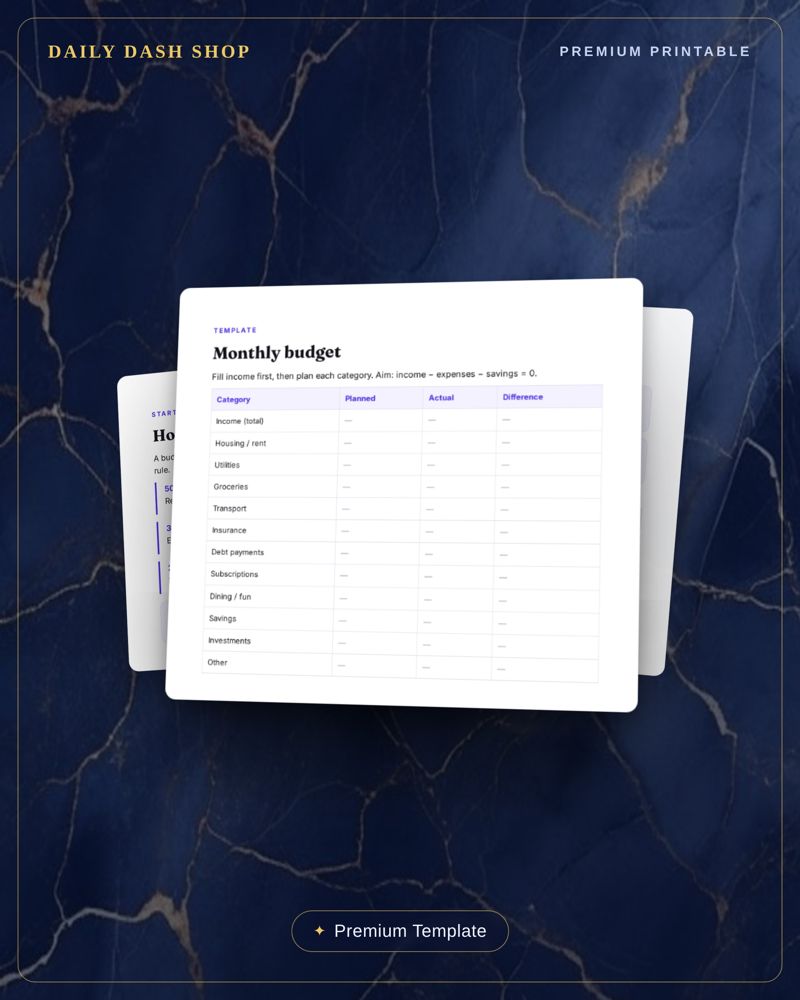 DAILY DASH SHOP
PREMIUM PRINTABLE
TEMPLATE
Monthly budget
Fill income first, then plan each category. Aim: income − expenses − savings = 0.
Category Planned Actual Difference
Income (total) — — —
Housing / rent — — —
Utilities — — —
Groceries — — —
Transport — — —
Insurance — — —
Debt payments — — —
Subscriptions — — —
Dining / fun — — —
Savings — — —
Investments — — —
Other — — —
rule.
✦ Premium Template